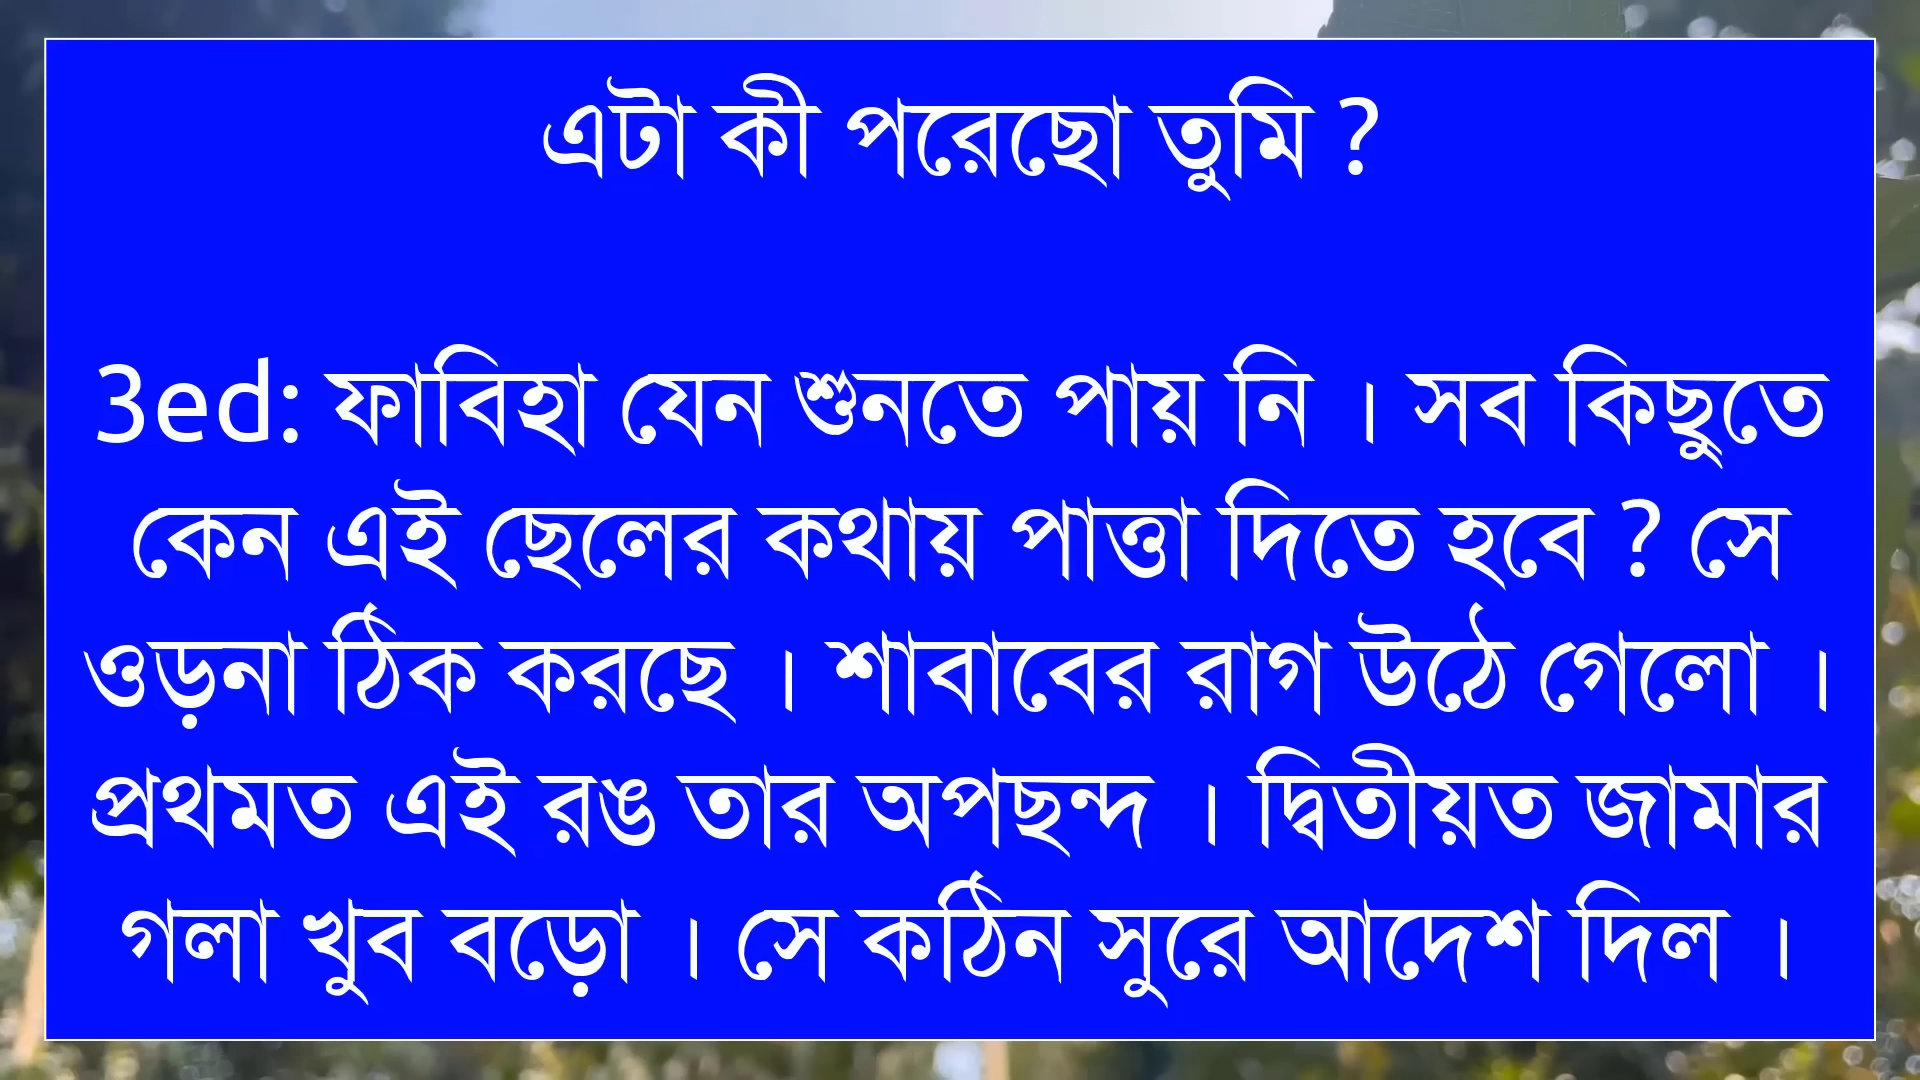 এটা কী পরেছো তুমি ?
3ed: ফাবিহা যেন শুনতে পায় নি । সব কিছুতে
কেন এই ছেলের কথায় পাত্তা দিতে হবে ? সে
ওড়না ঠিক করছে । শাবাবের রাগ উঠে গেলো ।
প্রথমত এই রঙ তার অপছন্দ । দ্বিতীয়ত জামার
গলা খুব বড়ো । সে কঠিন সুরে আদেশ দিল ।